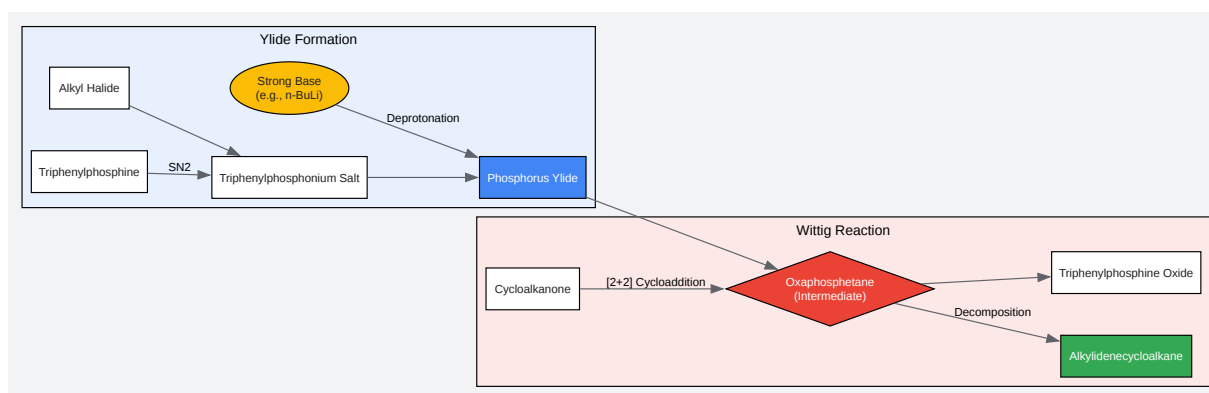 Ylide Formation
Alkyl Halide
Strong Base
(e.g., n-BuLi)
Deprotonation
Triphenylphosphine
SN2
Triphenylphosphonium Salt
Phosphorus Ylide
Wittig Reaction
Cycloalkanone
[2+2] Cycloaddition
Oxaphosphetane
(Intermediate)
Triphenylphosphine Oxide
Decomposition
Alkylidenecycloalkane